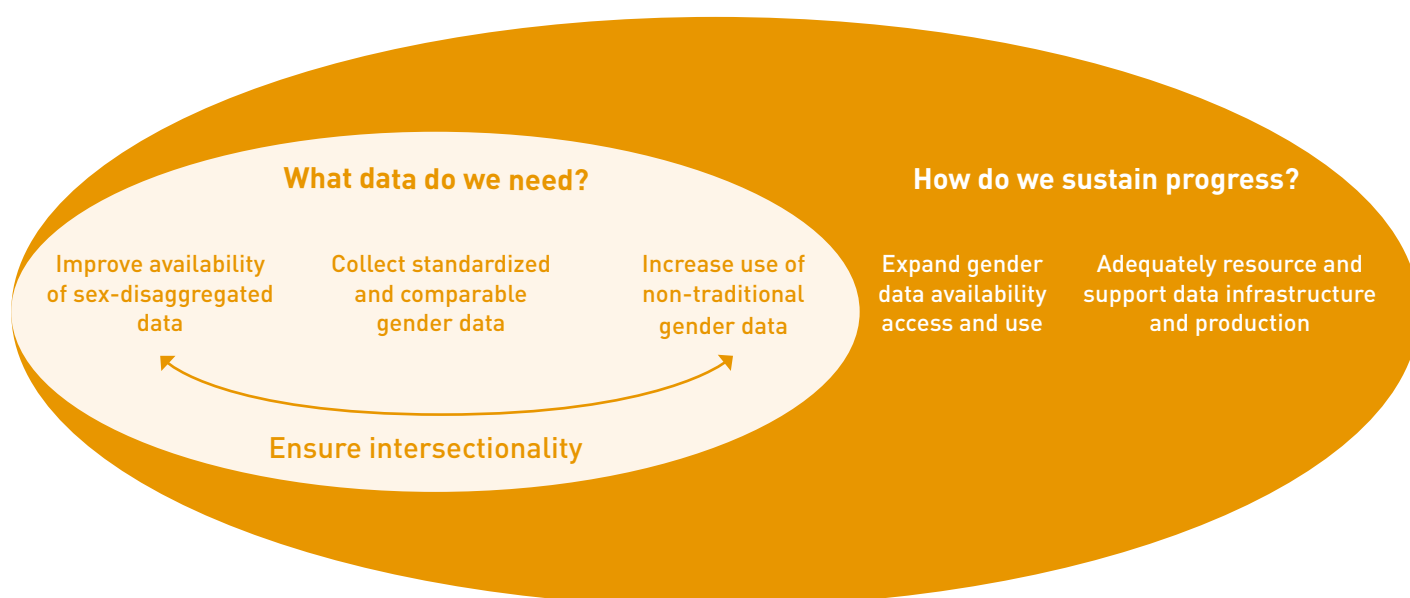 What data do we need?
Improve availability
of sex-disaggregated
data
Collect standardized
and comparable
gender data
Increase use of
non-traditional
gender data
Ensure intersectionality
How do we sustain progress?
Expand gender
data availability
access and use
Adequately resource and
support data infrastructure
and production